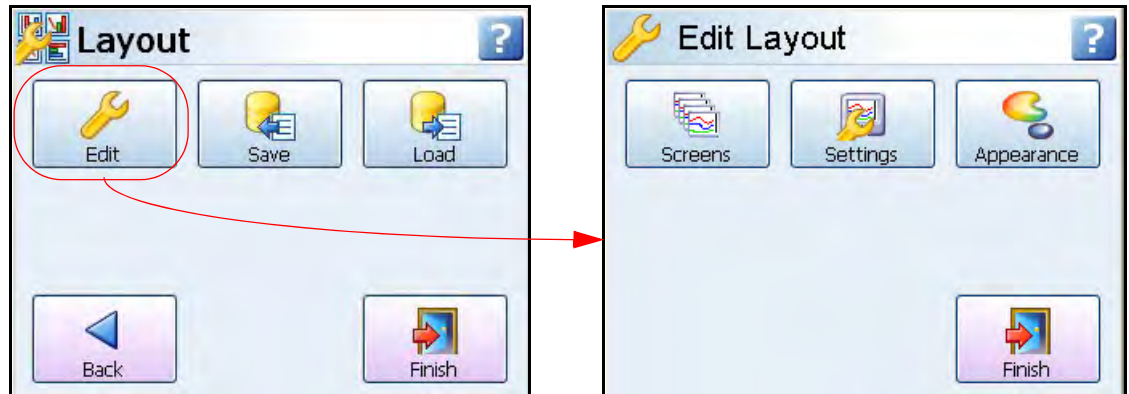 Layout
?
Edit
Save
Load
Back
Finish
Edit Layout
?
Screens
Settings
Appearance
Finish